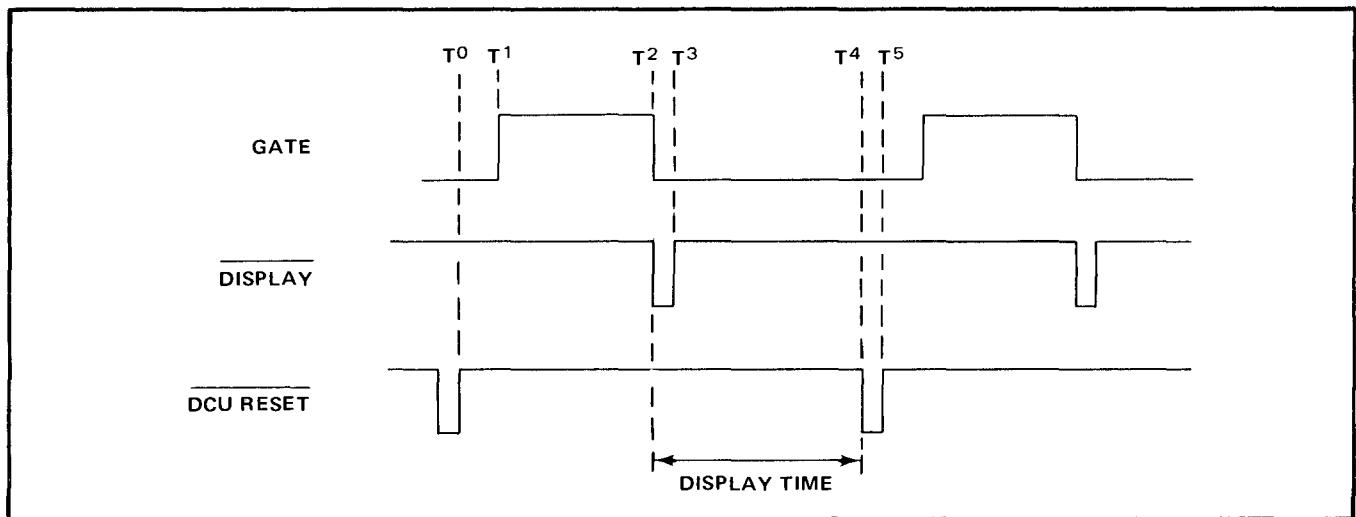 T0 T1 T2 T3 T4 T5
GATE
DISPLAY
DCU RESET
DISPLAY TIME